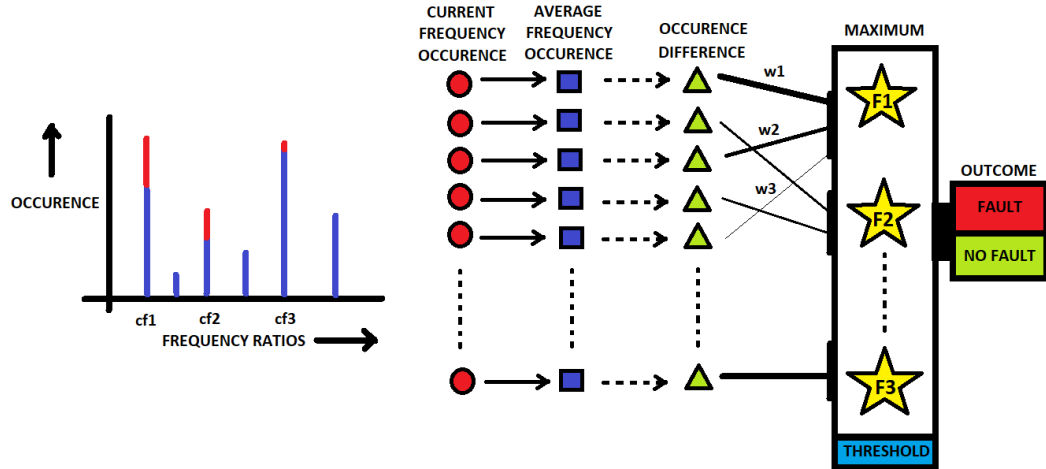 OCCURENCE
cf1
cf2
cf3
FREQUENCY RATIOS
CURRENT
FREQUENCY
OCCURENCE
AVERAGE
FREQUENCY
OCCURENCE
OCCURENCE
DIFFERENCE
w1
w2
w3
MAXIMUM
F1
F2
F3
THRESHOLD
OUTCOME
FAULT
NO FAULT